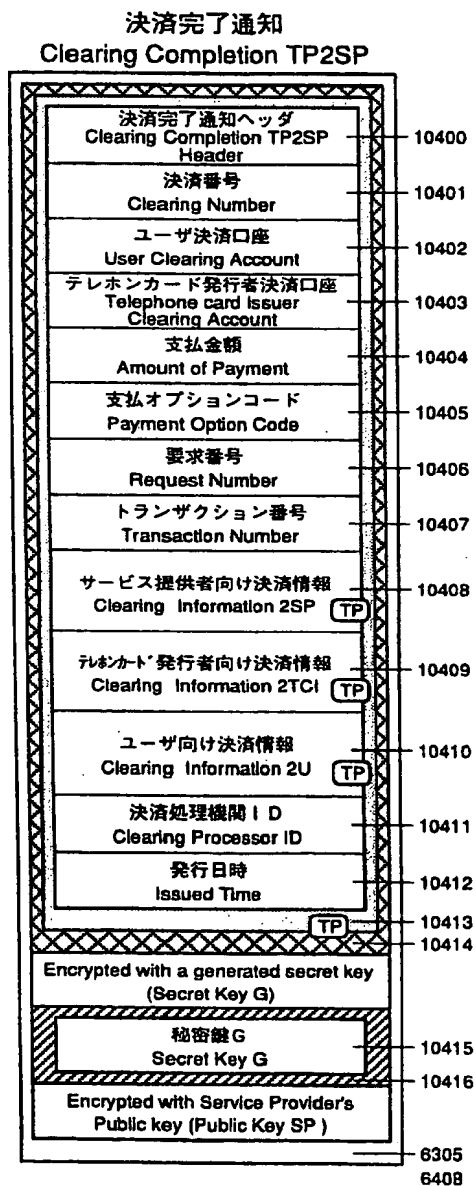 決済完了通知
Clearing Completion TP2SP
決済完了通知ヘッダ
Clearing Completion TP2SP
Header
10400
決済番号
Clearing Number
10401
ユーザ決済口座
User Clearing Account
10402
テレホンカード発行者決済口座
Telephone card Issuer
Clearing Account
10403
支払金額
Amount of Payment
10404
支払オプションコード
Payment Option Code
10405
要求番号
Request Number
10406
トランザクション番号
Transaction Number
10407
サービス提供者向け決済情報
Clearing Information 2SP
TP
10408
テレホンカード発行者向け決済情報
Clearing Information 2TCI
TP
10409
ユーザ向け決済情報
Clearing Information 2U
TP
10410
決済処理機関ID
Clearing Processor ID
10411
発行日時
Issued Time
10412
TP
10413
10414
Encrypted with a generated secret key
(Secret Key G)
秘密鍵G
Secret Key G
10415
10416
Encrypted with Service Provider's
Public key (Public Key SP )
6305
6409